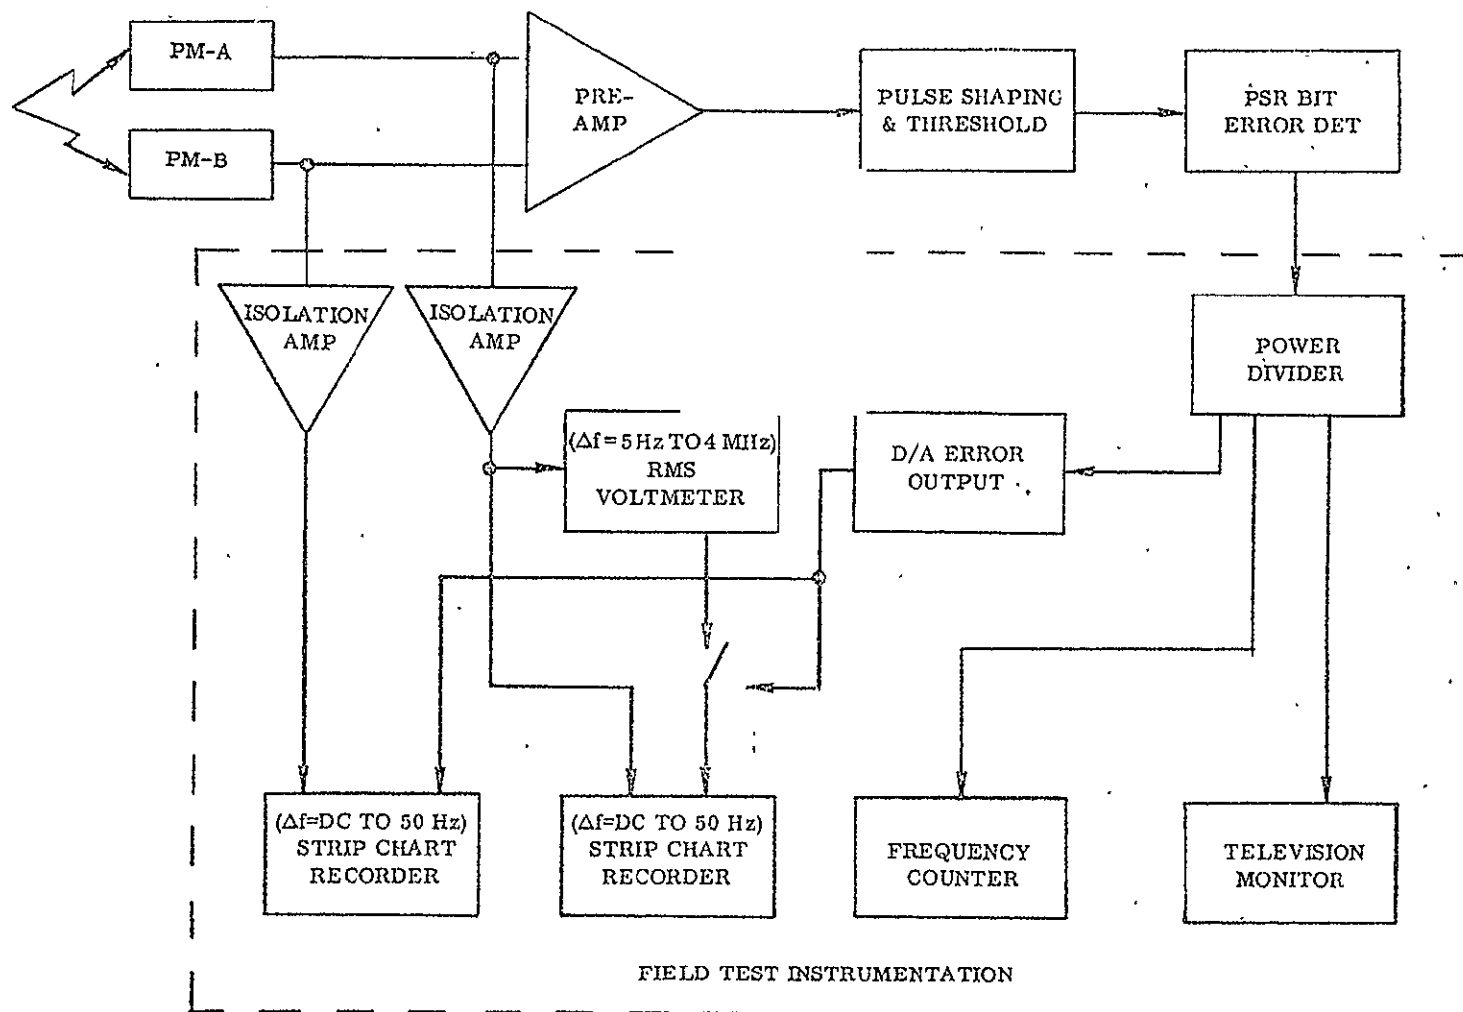 PM-A
PM-B
PRE-
AMP
PULSE SHAPING
& THRESHOLD
PSR BIT
ERROR DET
ISOLATION
AMP
ISOLATION
AMP
POWER
DIVIDER
(Δf=5Hz TO 4 MHz)
RMS
VOLTMETER
D/A ERROR
OUTPUT
(Δf=DC TO 50 Hz)
STRIP CHART
RECORDER
(Δf=DC TO 50 Hz)
STRIP CHART
RECORDER
FREQUENCY
COUNTER
TELEVISION
MONITOR
FIELD TEST INSTRUMENTATION